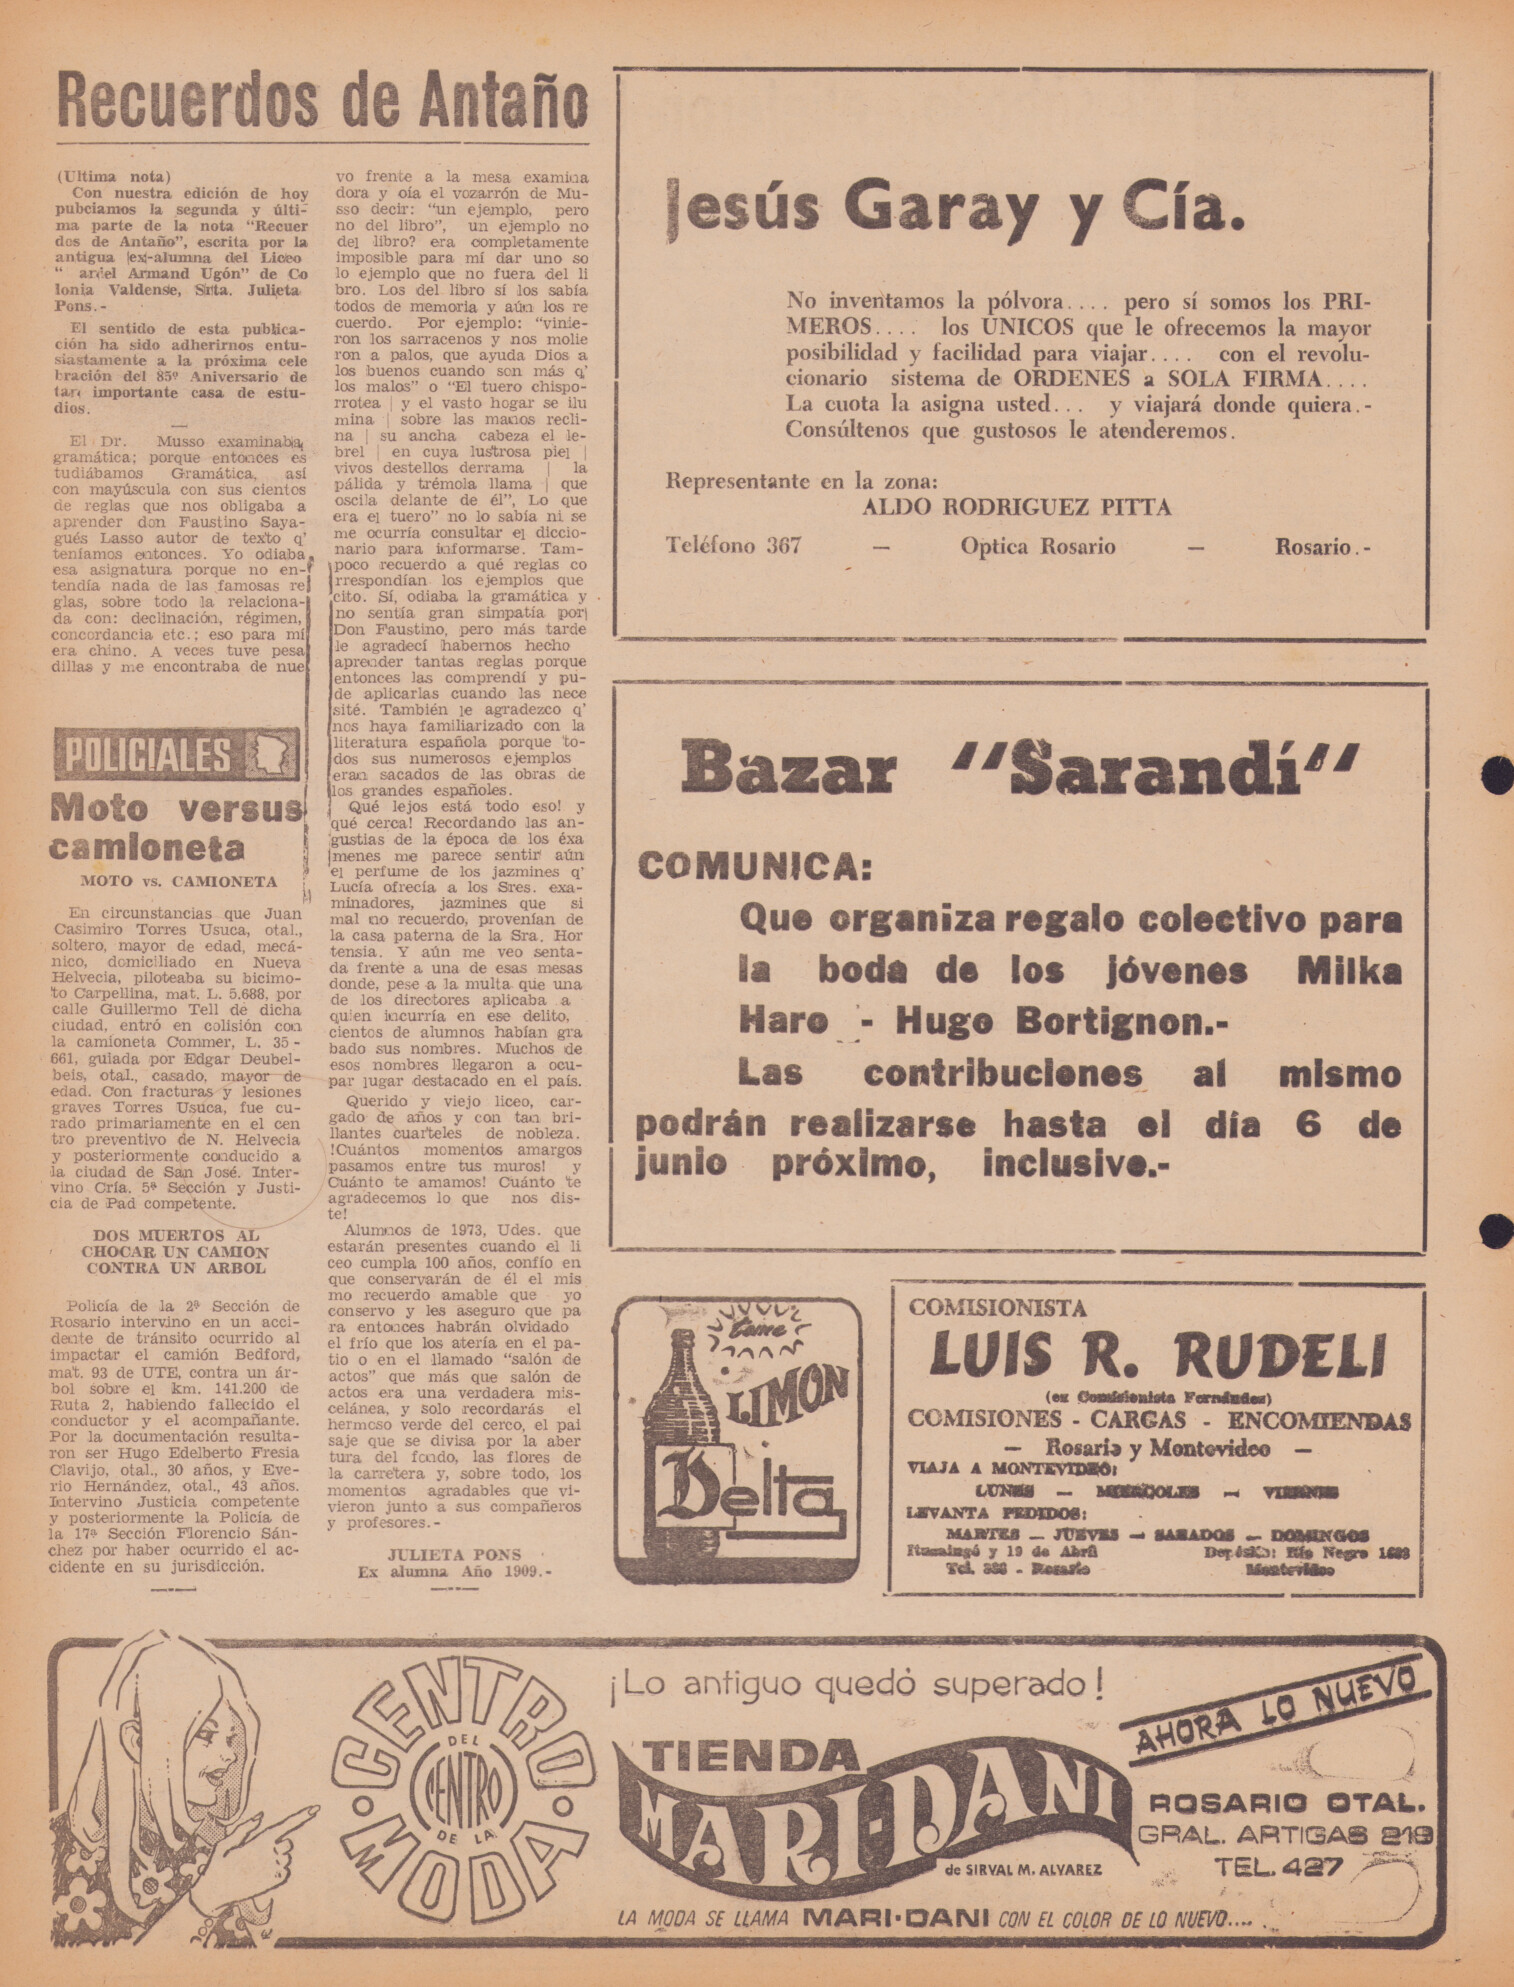 Recuerdos de Antaño
(Ultima nota)
Con nuestra edición de hoy
pubciamos la segunda y últi-
ma parte de la nota "Recuer
dos de Antaño", escrita por la
antigua ex-alumna del Liceo
" ardel Armand Ugón" de Co
lonia Valdense, Srta. Julieta
Pons.-
El sentido de esta publica-
ción ha sido adherirnos entu-
siastamente a la próxima cele
bración del 85º Aniversario de
tan importante casa de estu-
dios.
El Dr. Musso examinaba
gramática; porque entonces es
tudiábamos Gramática, así
con mayúscula con sus cientos
de reglas que nos obligaba a
aprender don Faustino Saya-
gués Lasso autor de texto q'
teníamos entonces. Yo odiaba
esa asignatura porque no en-
tendía nada de las famosas re
glas, sobre todo la relaciona-
da con: declinación, régimen,
concordancia etc.; eso para mí
era chino. A veces tuve pesa
dillas y me encontraba de nue
vo frente a la mesa examina
dora y oía el vozarrón de Mu-
sso decir: "un ejemplo, pero
no del libro", un ejemplo no
del libro? era completamente
imposible para mí dar uno so
lo ejemplo que no fuera del li
bro. Los del libro sí los sabía
todos de memoria y aún los re
cuerdo. Por ejemplo: "vinie-
ron los sarracenos y nos molie
ron a palos, que ayuda Dios a
los buenos cuando son más q'
los malos" o "El tuero chispo-
rrotea | y el vasto hogar se ilu
mina | sobre las manos recli-
na | su ancha cabeza el le-
brel | en cuya lustrosa piel |
vivos destellos derrama | la
pálida y trémola llama | que
oscila delante de él", Lo que
era el tuero" no lo sabía ni se
me ocurría consultar el diccio-
nario para informarse. Tam-
poco recuerdo a qué reglas co
rrespondían los ejemplos que
cito. Sí, odiaba la gramática y
no sentía gran simpatía por
Don Faustino, pero más tarde
le agradecí habernos hecho
aprender tantas reglas porque
entonces las comprendí y pu-
de aplicarlas cuando las nece
sité. También le agradezco q'
nos haya familiarizado con la
literatura española porque to-
dos sus numerosos ejemplos
eran sacados de las obras de
los grandes españoles.
Qué lejos está todo eso! y
qué cerca! Recordando las an-
gustias de la época de los éxa
menes me parece sentir aún
el perfume de los jazmines q'
Lucía ofrecía a los Sres. exa-
minadores, jazmines que si
mal no recuerdo, provenían de
la casa paterna de la Sra. Hor
tensia. Y aún me veo senta-
da frente a una de esas mesas
donde, pese a la multa que una
de los directores aplicaba a
quien incurría en ese delito,
cientos de alumnos habían gra
bado sus nombres. Muchos de
esos nombres llegaron a ocu-
par lugar destacado en el país.
Querido y viejo liceo, car-
gado de años y con tan bri-
llantes cuarteles de nobleza.
!Cuántos momentos amargos
pasamos entre tus muros! y
Cuánto te amamos! Cuánto te
agradecemos lo que nos dis-
te!
Alumnos de 1973, Udes. que
estarán presentes cuando el li
ceo cumpla 100 años, confío en
que conservarán de él el mis
mo recuerdo amable que yo
conservo y les aseguro que pa
ra entonces habrán olvidado
el frío que los atería en el pa-
tio o en el llamado "salón de
actos" que más que salón de
actos era una verdadera mis-
celánea, y solo recordarás el
hermoso verde del cerco, el pai
saje que se divisa por la aber
tura del fondo, las flores de
la carretera y, sobre todo, los
momentos agradables que vi-
vieron junto a sus compañeros
y profesores.-
JULIETA PONS
Ex alumna Año 1909.-
POLICIALES
Moto versus
camioneta
MOTO vs. CAMIONETA
En circunstancias que Juan
Casimiro Torres Usuca, otal.,
soltero, mayor de edad, mecá-
nico, domiciliado en Nueva
Helvecia, piloteaba su bicimo-
to Carpellina, mat. L. 5.688, por
calle Guillermo Tell de dicha
ciudad, entró en colisión con
la camioneta Commer, L. 35-
661, guiada por Edgar Deubel-
beis, otal., casado, mayor de
edad. Con fracturas y lesiones
graves Torres Usuca, fue cu-
rado primariamente en el cen
tro preventivo de N. Helvecia
y posteriormente conducido a
la ciudad de San José. Inter-
vino Cría. 5ª Sección y Justi-
cia de Pad competente.
DOS MUERTOS AL
CHOCAR UN CAMION
CONTRA UN ARBOL
Policía de la 2ª Sección de
Rosario intervino en un acci-
dente de tránsito ocurrido al
impactar el camión Bedford,
mat. 93 de UTE, contra un ár-
bol sobre el km. 141.200 de
Ruta 2, habiendo fallecido el
conductor y el acompañante.
Por la documentación resulta-
ron ser Hugo Edelberto Fresia
Clavijo, otal., 30 años, y Eve-
rio Hernández, otal., 43 años.
Intervino Justicia competente
y posteriormente la Policía de
la 17ª Sección Florencio Sán-
chez por haber ocurrido el ac-
cidente en su jurisdicción.
Jesús Garay y Cía.
No inventamos la pólvora.... pero sí somos los PRI-
MEROS.... los UNICOS que le ofrecemos la mayor
posibilidad y facilidad para viajar.... con el revolu-
cionario sistema de ORDENES a SOLA FIRMA....
La cuota la asigna usted... y viajará donde quiera.-
Consúltenos que gustosos le atenderemos.
Representante en la zona:
ALDO RODRIGUEZ PITTA
Teléfono 367 — Optica Rosario — Rosario.-
Bazar "Sarandí"
COMUNICA:
Que organiza regalo colectivo para
la boda de los jóvenes Milka
Haro - Hugo Bortignon.-
Las contribuciones al mismo
podrán realizarse hasta el día 6 de
junio próximo, inclusive.-
tome
LIMON
Delta
COMISIONISTA
LUIS R. RUDELI
(ex Comisionista Fernández)
COMISIONES - CARGAS - ENCOMIENDAS
— Rosario y Montevideo —
VIAJA A MONTEVIDEO:
LUNES — MIERCOLES — VIERNES
LEVANTA PEDIDOS:
MARTES — JUEVES — SABADOS — DOMINGOS
Ituzaingó y 19 de Abril Depósito: Río Negro
Tel. - Rosario Montevideo
CENTRO
DEL
CENTRO
DE LA
MODA
¡Lo antiguo quedó superado!
TIENDA
MARI-DANI
de SIRVAL M. ALVAREZ
AHORA LO NUEVO
ROSARIO OTAL.
GRAL. ARTIGAS 219
TEL. 427
LA MODA SE LLAMA MARI-DANI CON EL COLOR DE LO NUEVO....